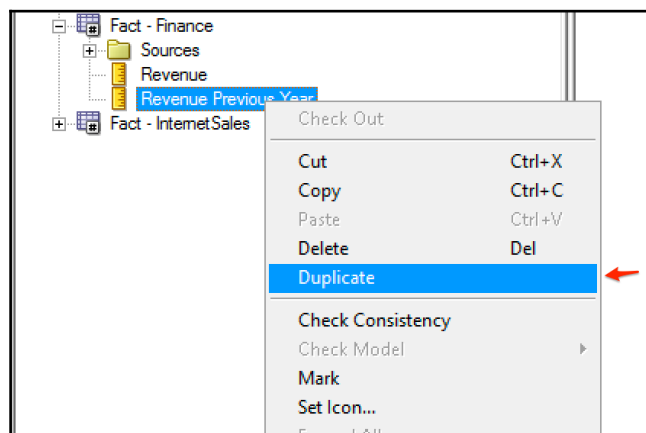 Fact - Finance
Sources
Revenue
Revenue Previous Year
Fact - InternetSales
Check Out
Cut Ctrl+X
Copy Ctrl+C
Paste Ctrl+V
Delete Del
Duplicate
Check Consistency
Check Model
Mark
Set Icon...